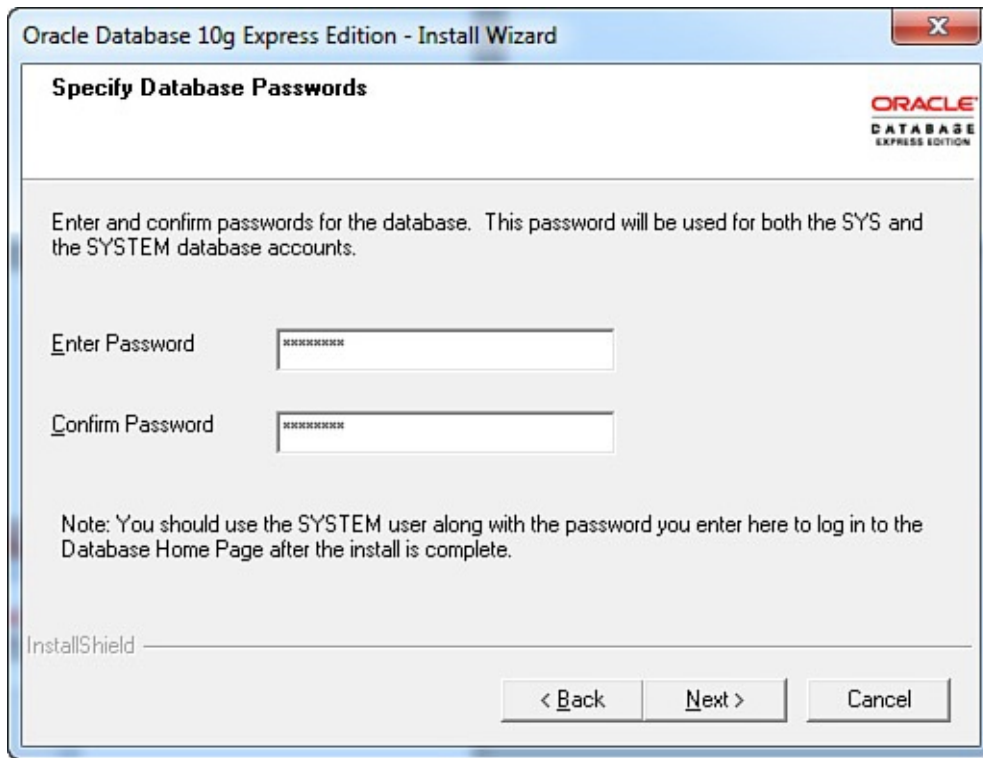 Oracle Database 10g Express Edition - Install Wizard
Specify Database Passwords
ORACLE
DATABASE
EXPRESS EDITION
Enter and confirm passwords for the database.  This password will be used for both the SYS and
the SYSTEM database accounts.
Enter Password
********
Confirm Password
********
Note: You should use the SYSTEM user along with the password you enter here to log in to the
Database Home Page after the install is complete.
InstallShield
< Back
Next >
Cancel